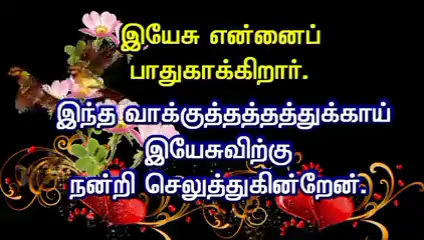 இயேசு என்னைப்
பாதுகாக்கிறார்.
இந்த வாக்குத்தத்தத்துக்காய்
இயேசுவிற்கு
நன்றி செலுத்துகின்றேன்.